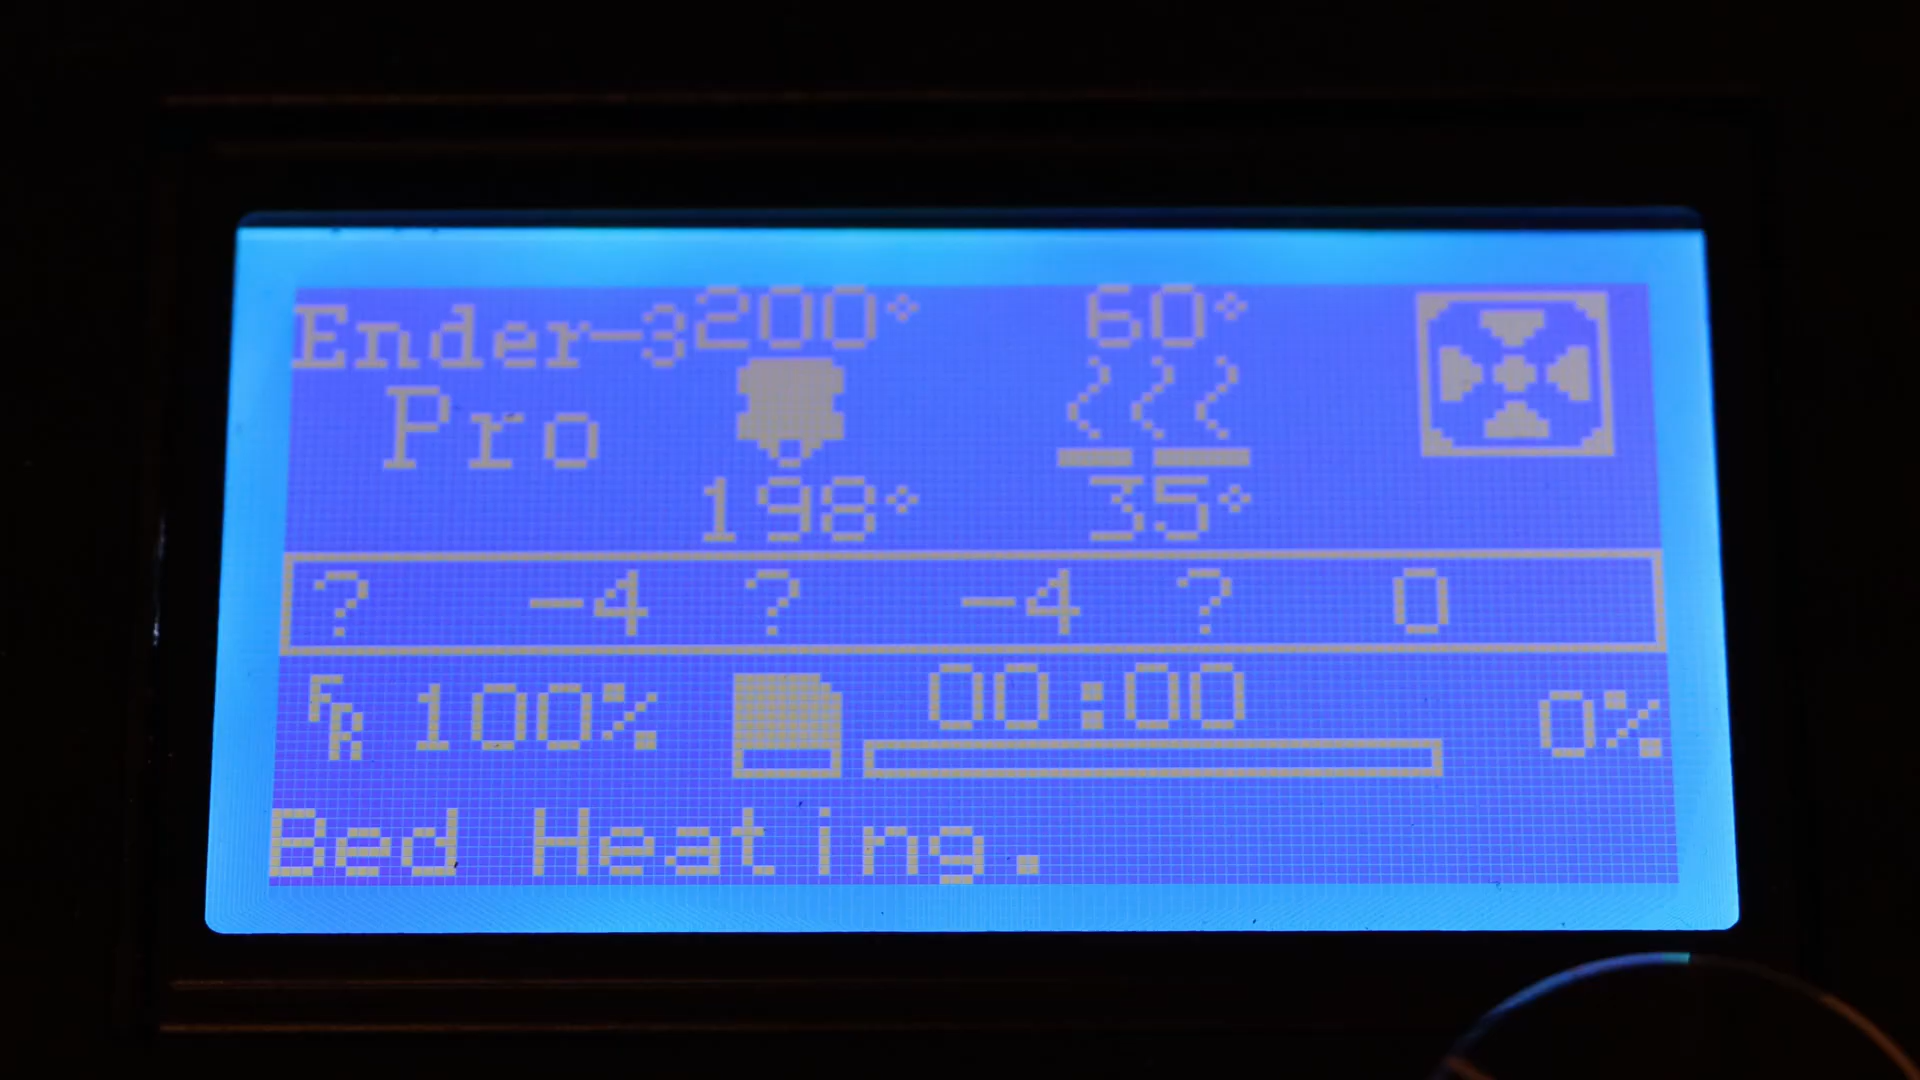 Ender-3 200° 60°
Pro
198° 35°
? -4 ? -4 ? 0
FR 100% 00:00 0%
Bed Heating.